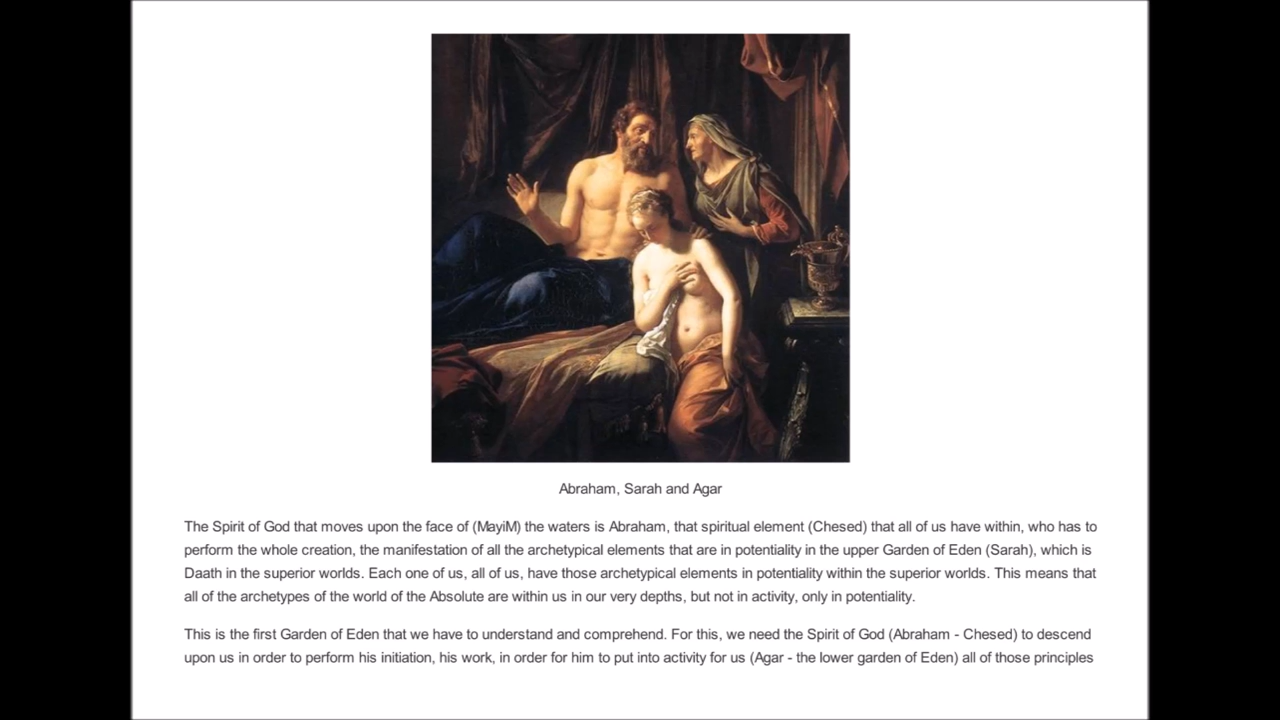 Abraham, Sarah and Agar
The Spirit of God that moves upon the face of (MayiM) the waters is Abraham, that spiritual element (Chesed) that all of us have within, who has to
perform the whole creation, the manifestation of all the archetypical elements that are in potentiality in the upper Garden of Eden (Sarah), which is
Daath in the superior worlds. Each one of us, all of us, have those archetypical elements in potentiality within the superior worlds. This means that
all of the archetypes of the world of the Absolute are within us in our very depths, but not in activity, only in potentiality.
This is the first Garden of Eden that we have to understand and comprehend. For this, we need the Spirit of God (Abraham - Chesed) to descend
upon us in order to perform his initiation, his work, in order for him to put into activity for us (Agar - the lower garden of Eden) all of those principles